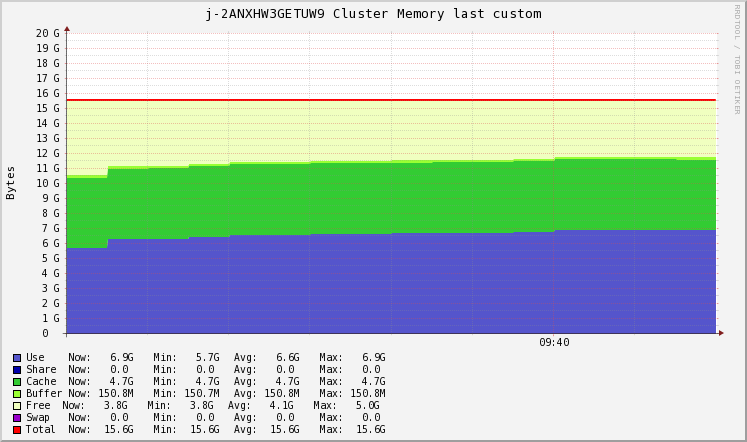 j-2ANXHW3GETUW9 Cluster Memory last custom
RRDTOOL / TOBI OETIKER
Bytes
20 G
19 G
18 G
17 G
16 G
15 G
14 G
13 G
12 G
11 G
10 G
9 G
8 G
7 G
6 G
5 G
4 G
3 G
2 G
1 G
0
09:40
Use Now: 6.9G Min: 5.7G Avg: 6.6G Max: 6.9G
Share Now: 0.0 Min: 0.0 Avg: 0.0 Max: 0.0
Cache Now: 4.7G Min: 4.7G Avg: 4.7G Max: 4.7G
Buffer Now: 150.8M Min: 150.7M Avg: 150.8M Max: 150.8M
Free Now: 3.8G Min: 3.8G Avg: 4.1G Max: 5.0G
Swap Now: 0.0 Min: 0.0 Avg: 0.0 Max: 0.0
Total Now: 15.6G Min: 15.6G Avg: 15.6G Max: 15.6G